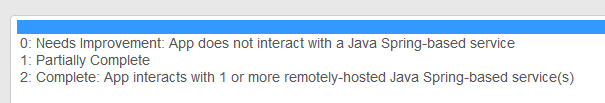 0: Needs Improvement: App does not interact with a Java Spring-based service
1: Partially Complete
2: Complete: App interacts with 1 or more remotely-hosted Java Spring-based service(s)